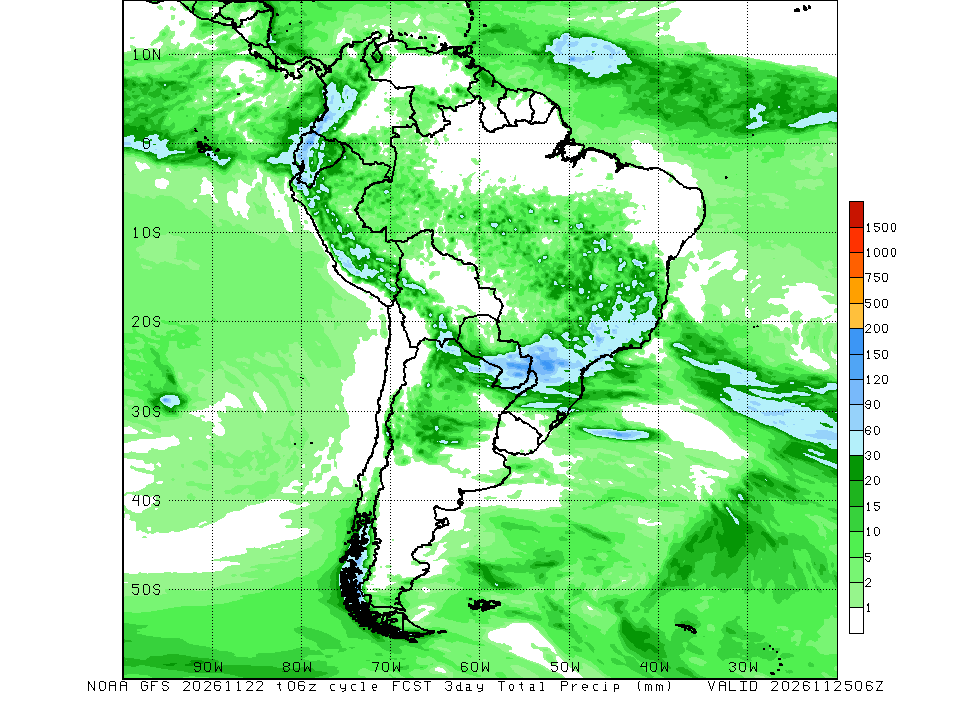 10N
0
10S
20S
30S
40S
50S
90W 80W 70W 60W 50W 40W 30W
1500
1000
750
500
200
150
120
90
60
30
20
15
10
5
2
1
NOAA GFS 20261122 t06z cycle FCST 3day Total Precip (mm) VALID 2026112506Z